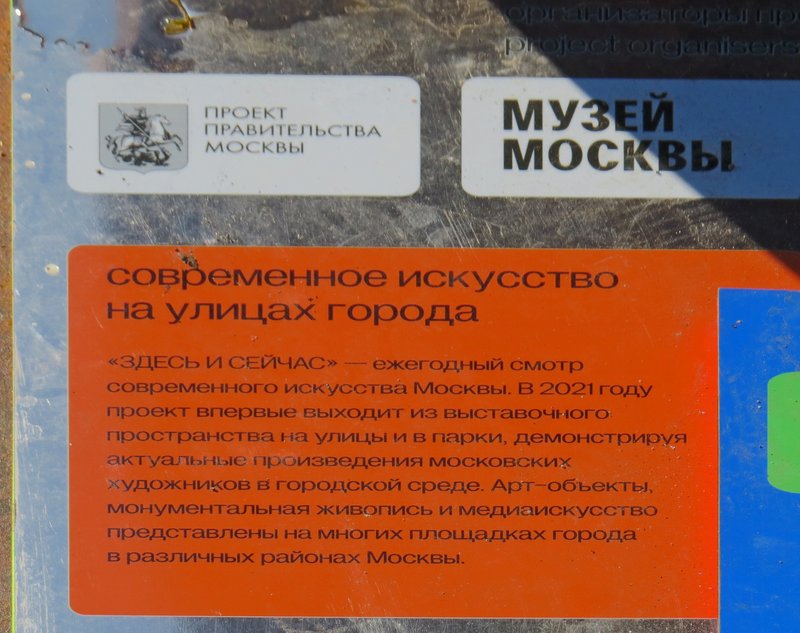 организаторы
project organisers
ПРОЕКТ
ПРАВИТЕЛЬСТВА
МОСКВЫ
МУЗЕЙ
МОСКВЫ
современное искусство
на улицах города
«ЗДЕСЬ И СЕЙЧАС» — ежегодный смотр
современного искусства Москвы. В 2021 году
проект впервые выходит из выставочного
пространства на улицы и в парки, демонстрируя
актуальные произведения московских
художников в городской среде. Арт-объекты,
монументальная живопись и медиаискусство
представлены на многих площадках города
в различных районах Москвы.